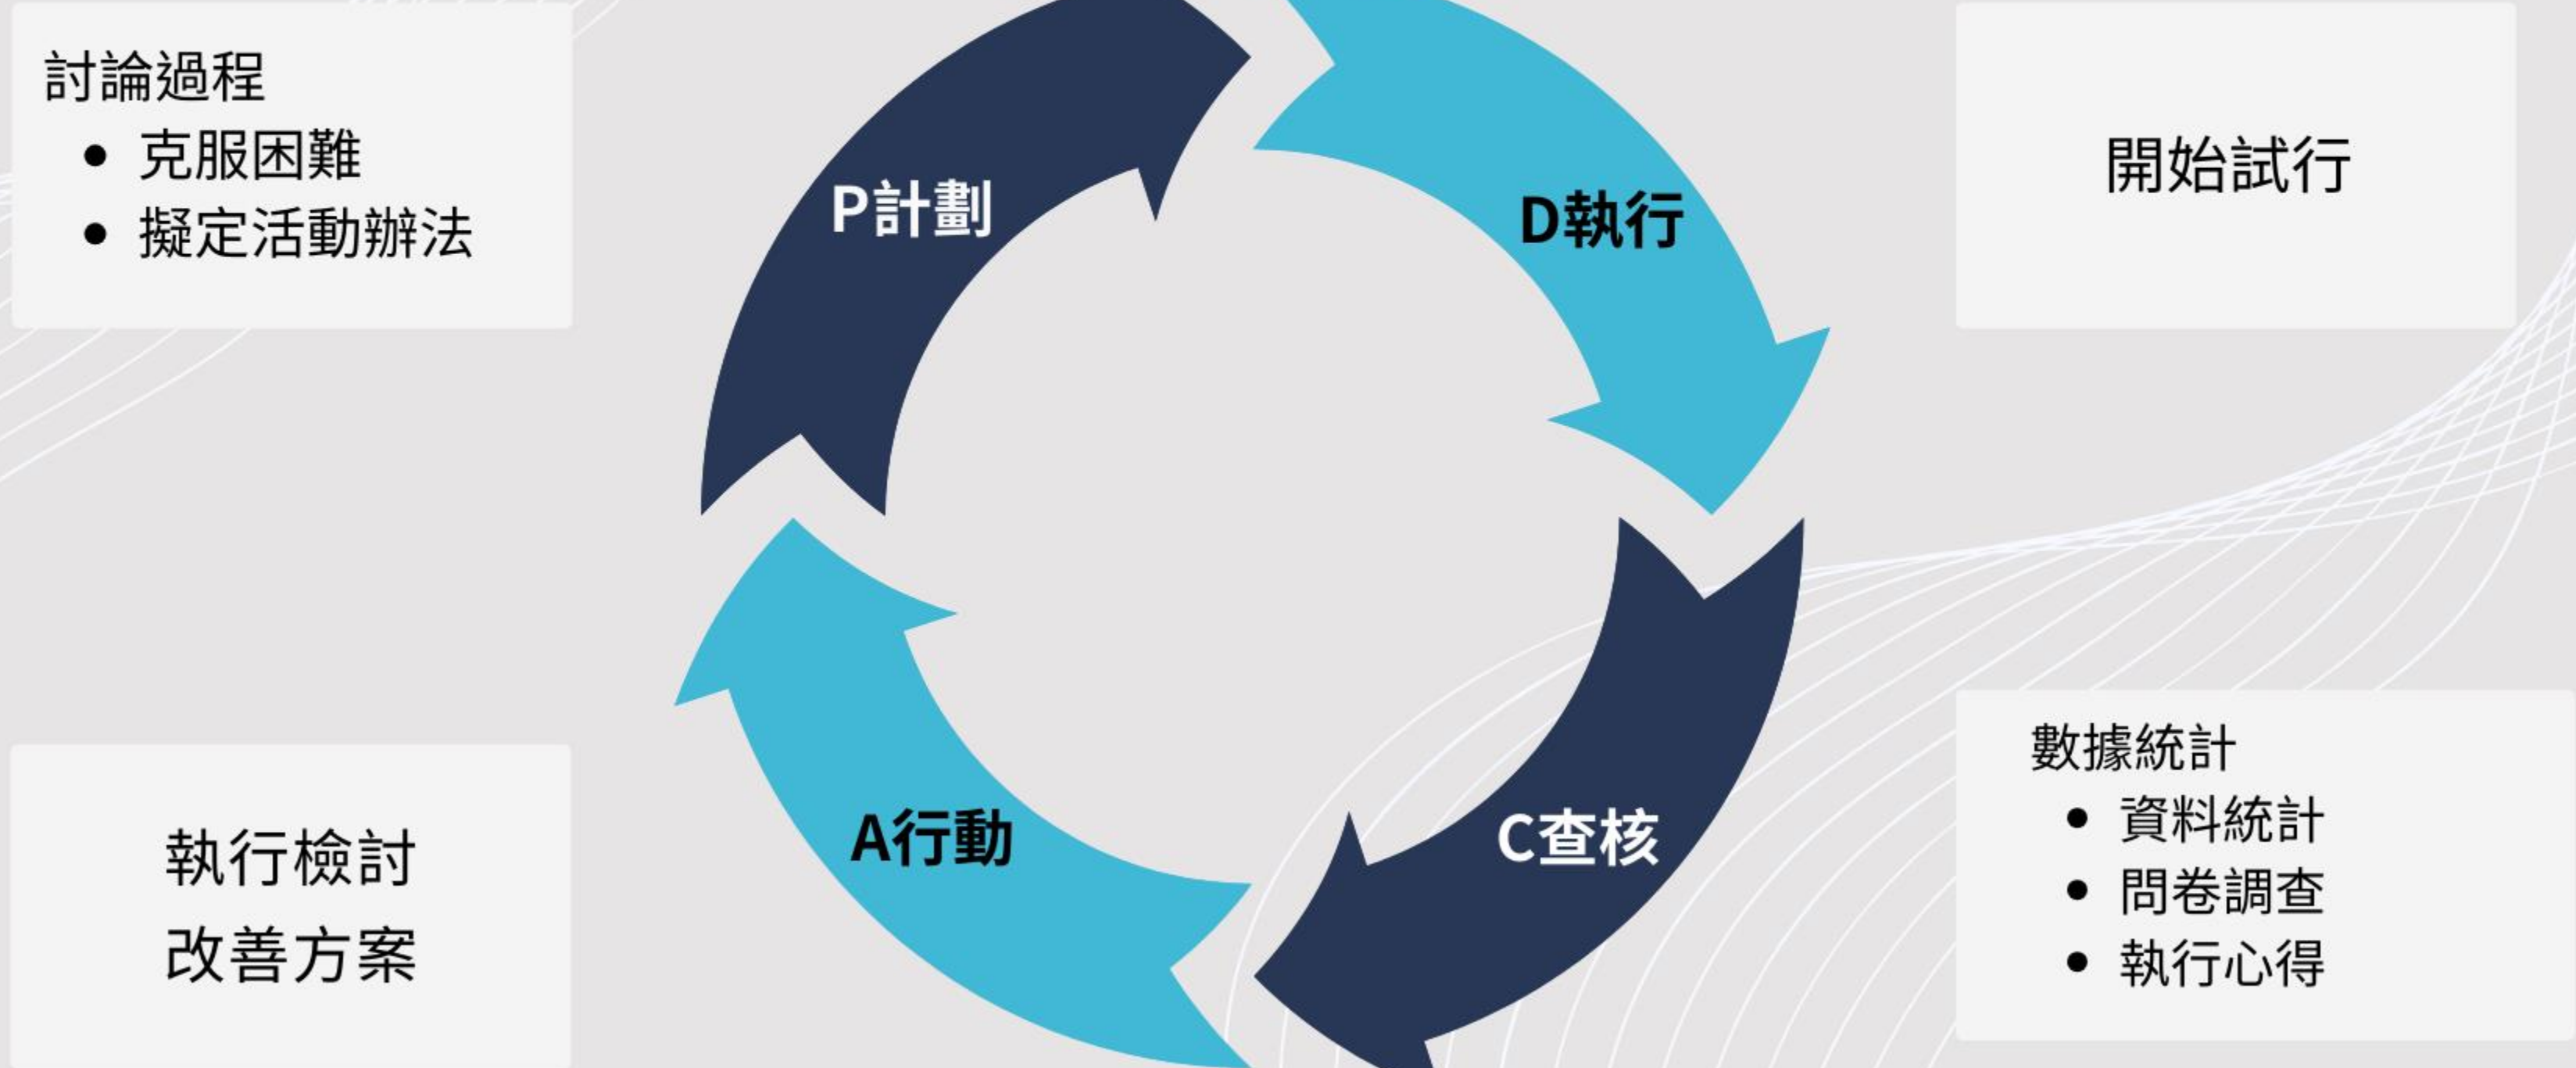 討論過程
• 克服困難
• 擬定活動辦法
P計劃
D執行
開始試行
A行動
C查核
執行檢討
改善方案
數據統計
• 資料統計
• 問卷調查
• 執行心得